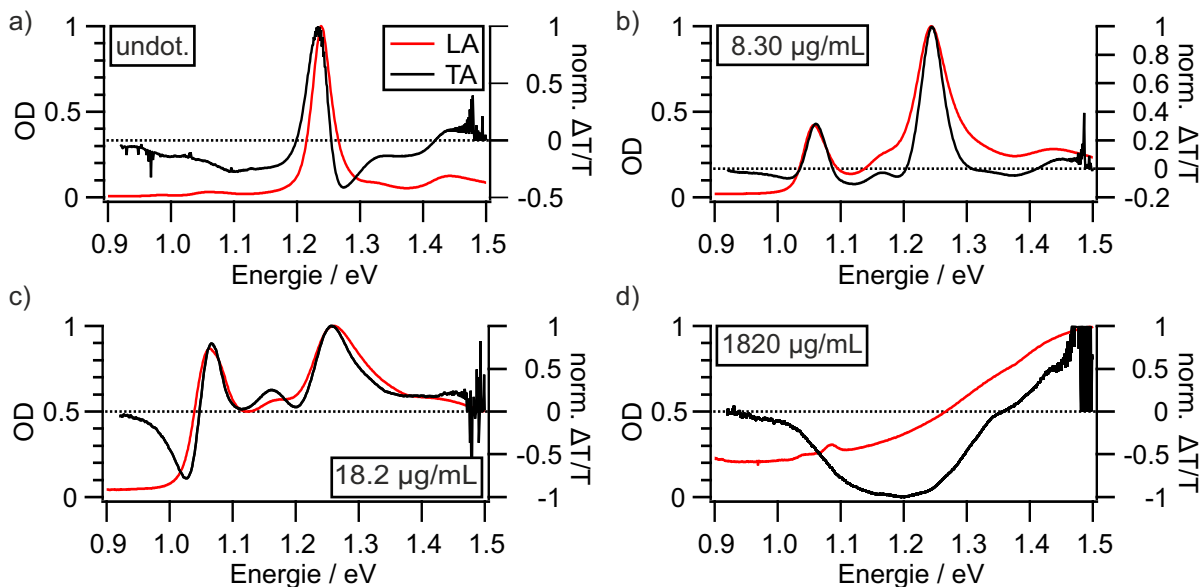 a)
undot.
LA
TA
OD
1
0.5
0
norm. ΔT/T
1
0.5
0
-0.5
0.9 1.0 1.1 1.2 1.3 1.4 1.5
Energie / eV
b)
8.30 µg/mL
OD
1
0.5
0
norm. ΔT/T
1
0.8
0.6
0.4
0.2
0
-0.2
0.9 1.0 1.1 1.2 1.3 1.4 1.5
Energie / eV
c)
18.2 µg/mL
OD
1
0.5
0
norm. ΔT/T
1
0.5
0
-0.5
-1
0.9 1.0 1.1 1.2 1.3 1.4 1.5
Energie / eV
d)
1820 µg/mL
OD
1
0.5
0
norm. ΔT/T
1
0.5
0
-0.5
-1
0.9 1.0 1.1 1.2 1.3 1.4 1.5
Energie / eV